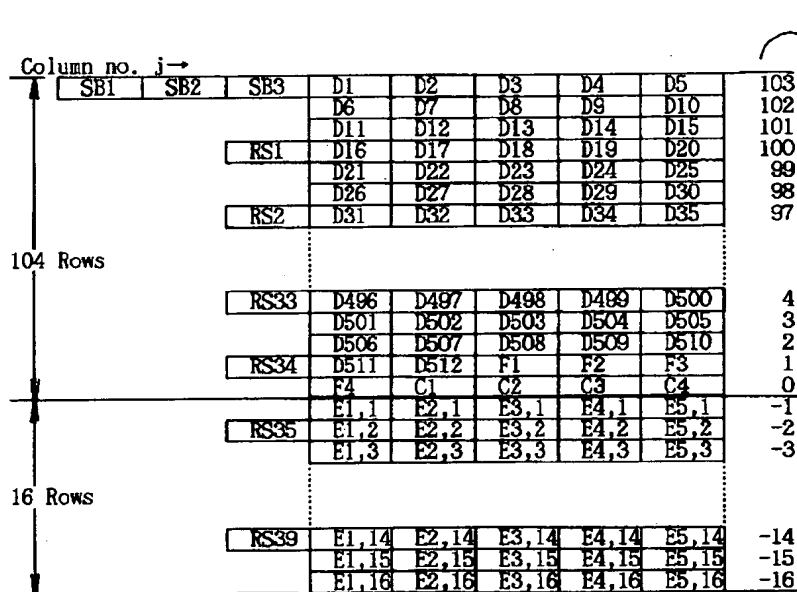 Column no. j→
SB1 SB2 SB3 D1 D2 D3 D4 D5 103
D6 D7 D8 D9 D10 102
D11 D12 D13 D14 D15 101
RS1 D16 D17 D18 D19 D20 100
D21 D22 D23 D24 D25 99
D26 D27 D28 D29 D30 98
RS2 D31 D32 D33 D34 D35 97
104 Rows
RS33 D496 D497 D498 D499 D500 4
D501 D502 D503 D504 D505 3
D506 D507 D508 D509 D510 2
RS34 D511 D512 F1 F2 F3 1
F4 C1 C2 C3 C4 0
E1,1 E2,1 E3,1 E4,1 E5,1 -1
RS35 E1,2 E2,2 E3,2 E4,2 E5,2 -2
E1,3 E2,3 E3,3 E4,3 E5,3 -3
16 Rows
RS39 E1,14 E2,14 E3,14 E4,14 E5,14 -14
E1,15 E2,15 E3,15 E4,15 E5,15 -15
E1,16 E2,16 E3,16 E4,16 E5,16 -16